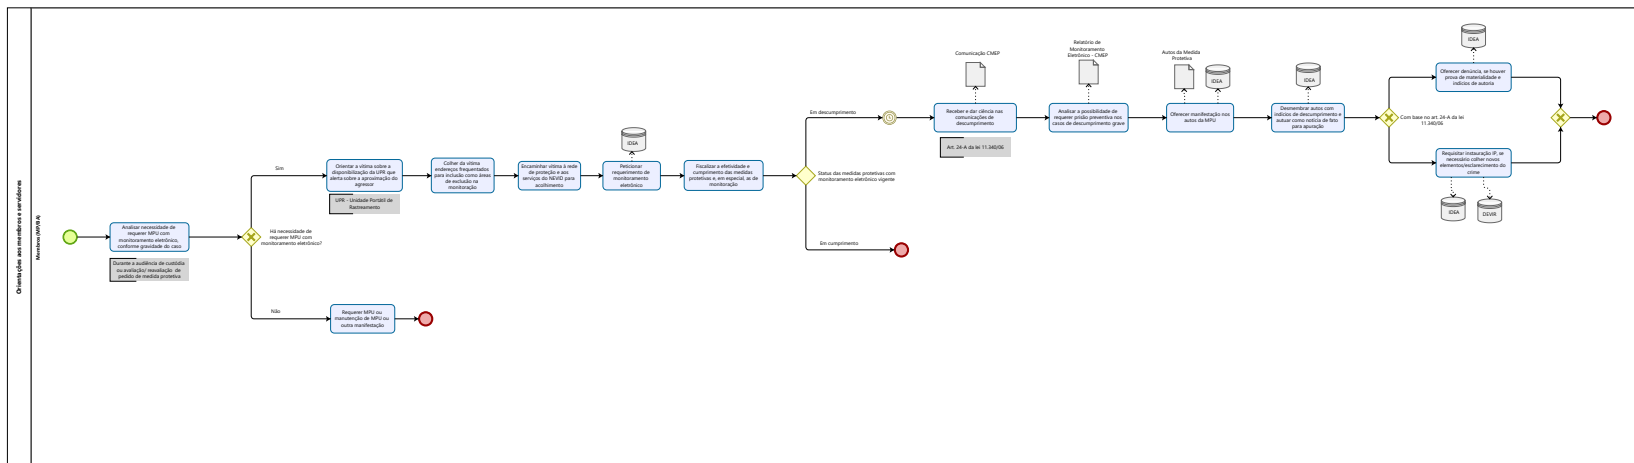 Orientações aos membros e servidores
Membros (MP/BA)
Analisar necessidade de
requerer MPU com
monitoramento eletrônico,
conforme gravidade do caso
Durante a audiência de custódia
ou avaliação/ reavaliação de
pedido de medida protetiva
Há necessidade de
requerer MPU com
monitoramento eletrônico?
Sim
Não
Requerer MPU ou
manutenção de MPU ou
outra manifestação
Orientar a vítima sobre a
disponibilização da UPR que
alerta sobre a aproximação do
agressor
UPR - Unidade Portátil de
Rastreamento
Colher da vítima
endereços frequentados
para inclusão como áreas
de exclusão na
monitoração
Encaminhar vítima à rede
de proteção e aos
serviços do NEVID para
acolhimento
IDEA
Peticionar
requerimento de
monitoramento
eletrônico
Fiscalizar a efetividade e
cumprimento das medidas
protetivas e, em especial, as de
monitoração
Status das medidas protetivas com
monitoramento eletrônico vigente
Em descumprimento
Em cumprimento
Comunicação CMEP
Receber e dar ciência nas
comunicações de
descumprimento
Art. 24-A da lei 11.340/06
Relatório de
Monitoramento
Eletrônico - CMEP
Analisar a possibilidade de
requerer prisão preventiva nos
casos de descumprimento grave
Autos da Medida
Protetiva
IDEA
Oferecer manifestação nos
autos da MPU
IDEA
Desmembrar autos com
indícios de descumprimento e
autuar como notícia de fato
para apuração
Com base no art. 24-A da lei
11.340/06
IDEA
Oferecer denúncia, se houver
prova de materialidade e
indícios de autoria
Requisitar instauração IP, se
necessário colher novos
elementos/esclarecimento do
crime
IDEA
DEVIR